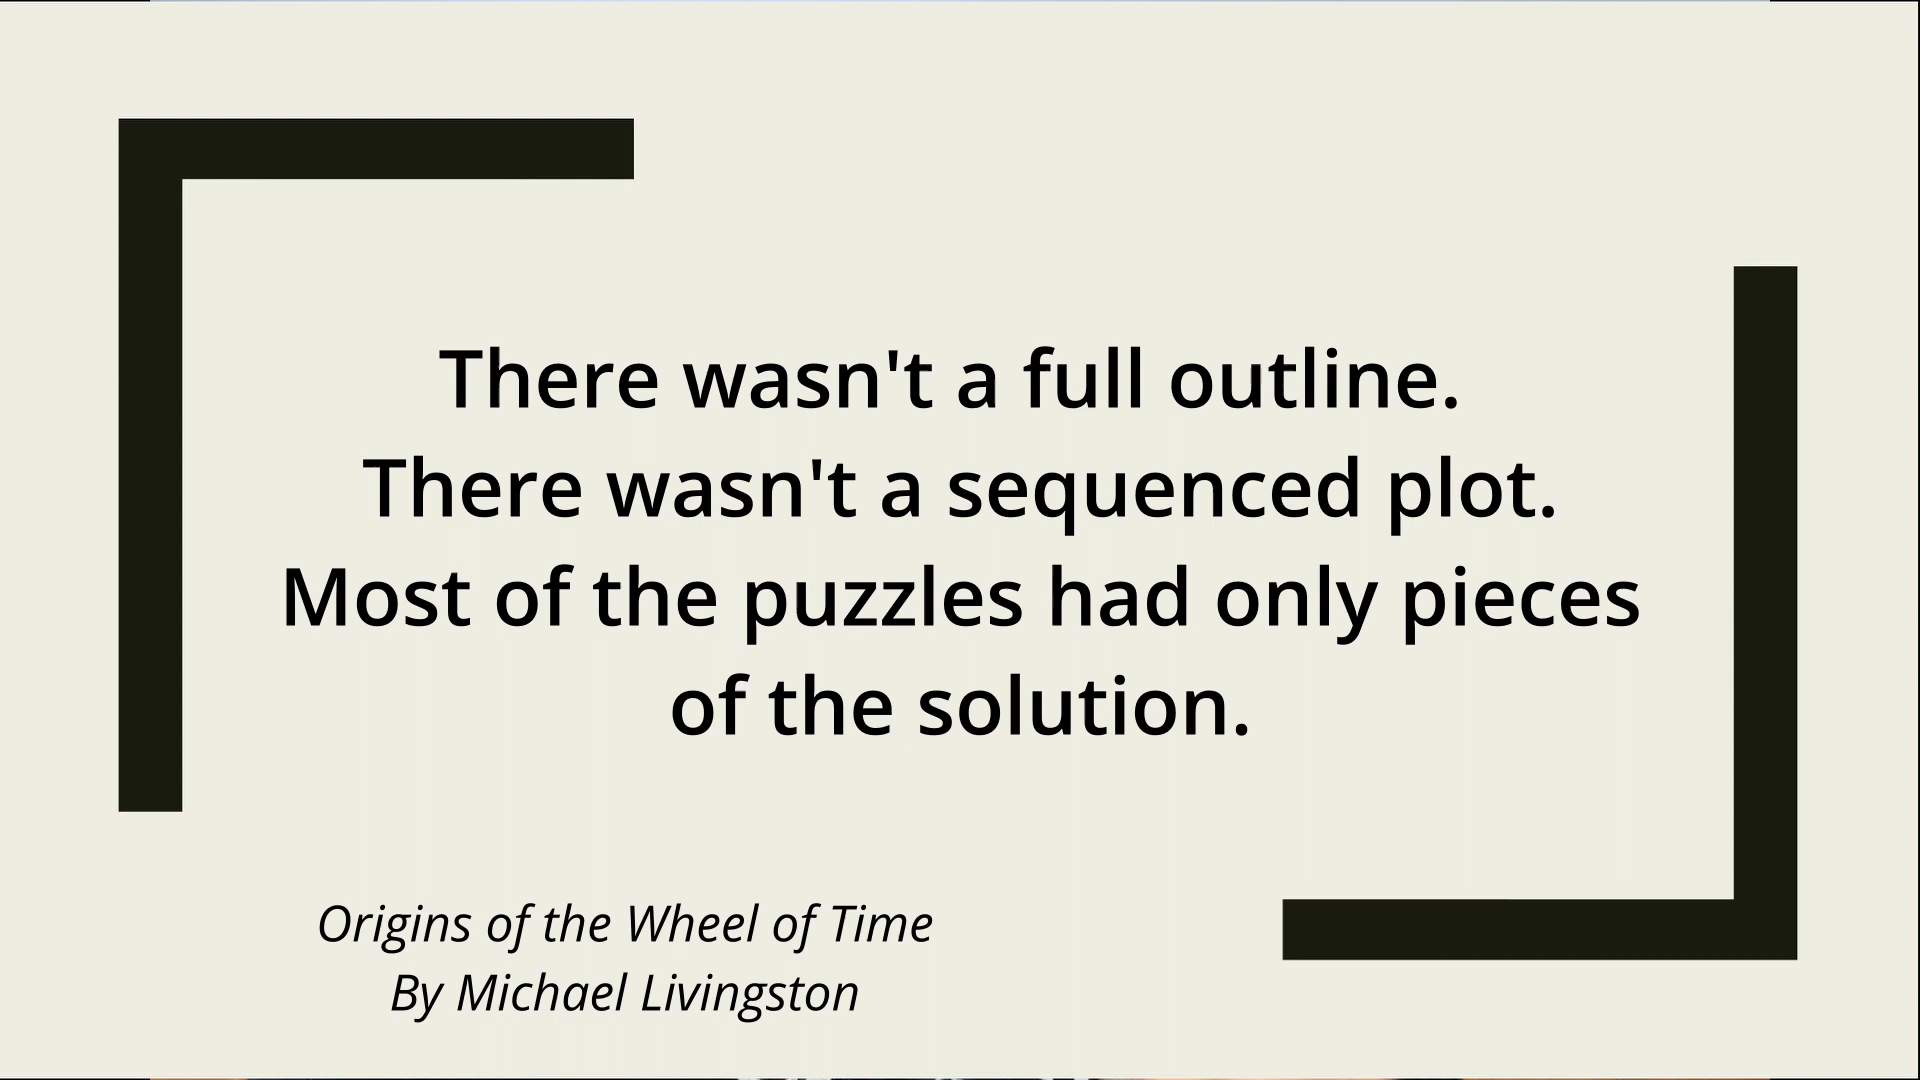 There wasn't a full outline.
There wasn't a sequenced plot.
Most of the puzzles had only pieces
of the solution.
Origins of the Wheel of Time
By Michael Livingston